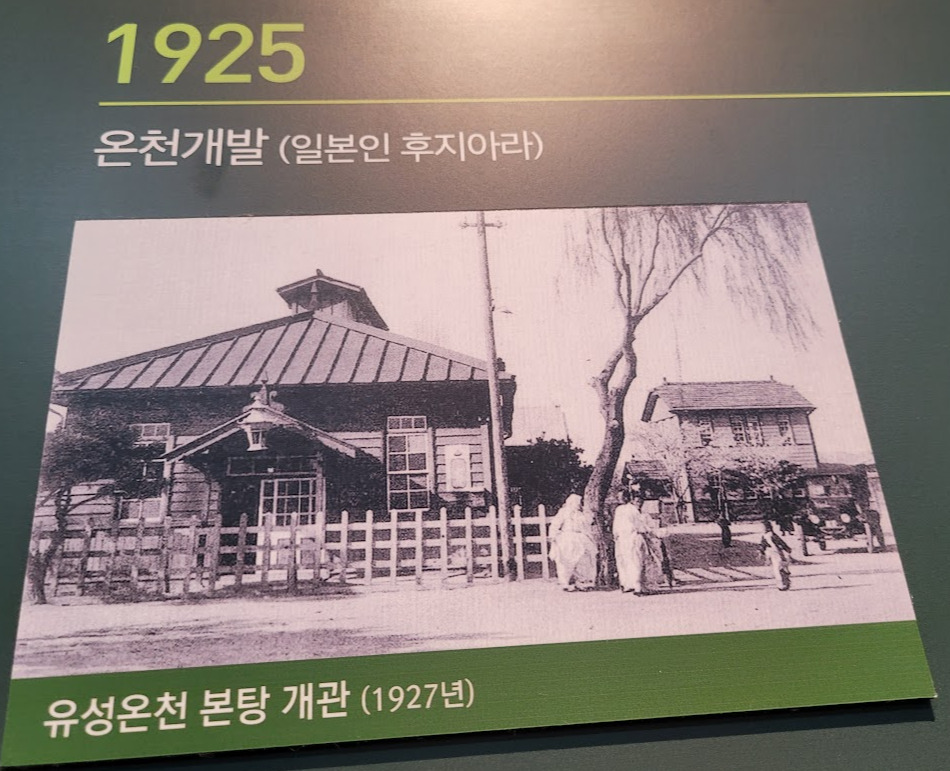 1925
온천개발 (일본인 후지아라)
유성온천 본탕 개관 (1927년)